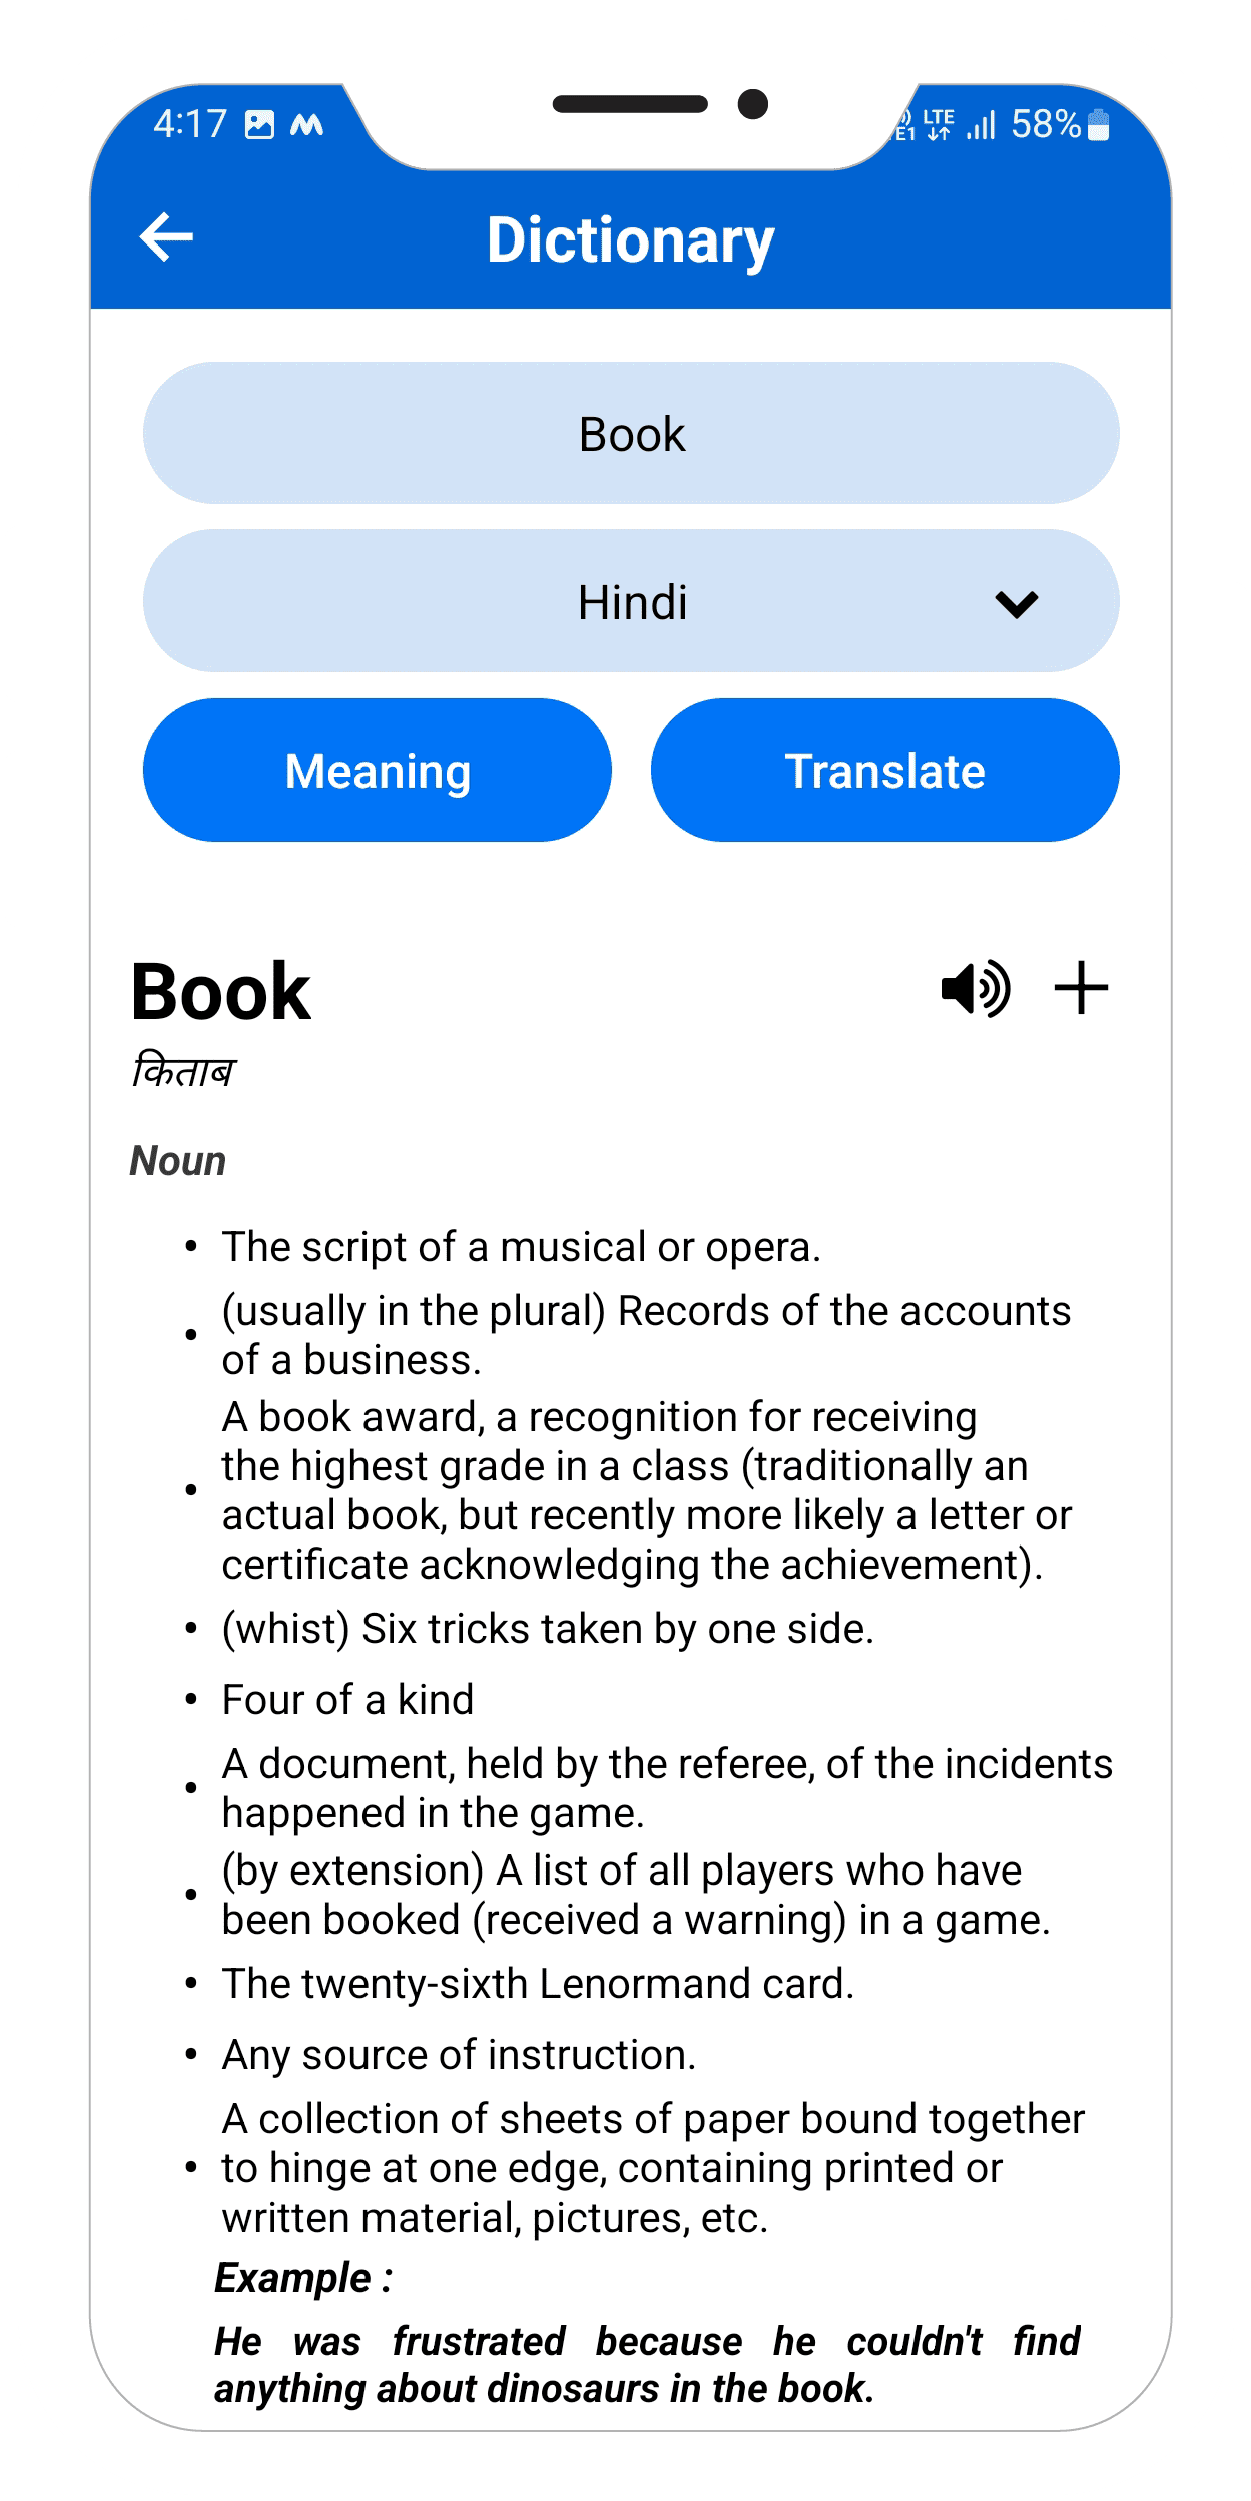 4:17 LTE 58%
E1
Dictionary
Book
Hindi
Meaning Translate
Book
किताब
Noun
• The script of a musical or opera.
• (usually in the plural) Records of the accounts
of a business.
• A book award, a recognition for receiving
the highest grade in a class (traditionally an
actual book, but recently more likely a letter or
certificate acknowledging the achievement).
• (whist) Six tricks taken by one side.
• Four of a kind
• A document, held by the referee, of the incidents
happened in the game.
• (by extension) A list of all players who have
been booked (received a warning) in a game.
• The twenty-sixth Lenormand card.
• Any source of instruction.
• A collection of sheets of paper bound together
to hinge at one edge, containing printed or
written material, pictures, etc.
Example :
He was frustrated because he couldn't find
anything about dinosaurs in the book.